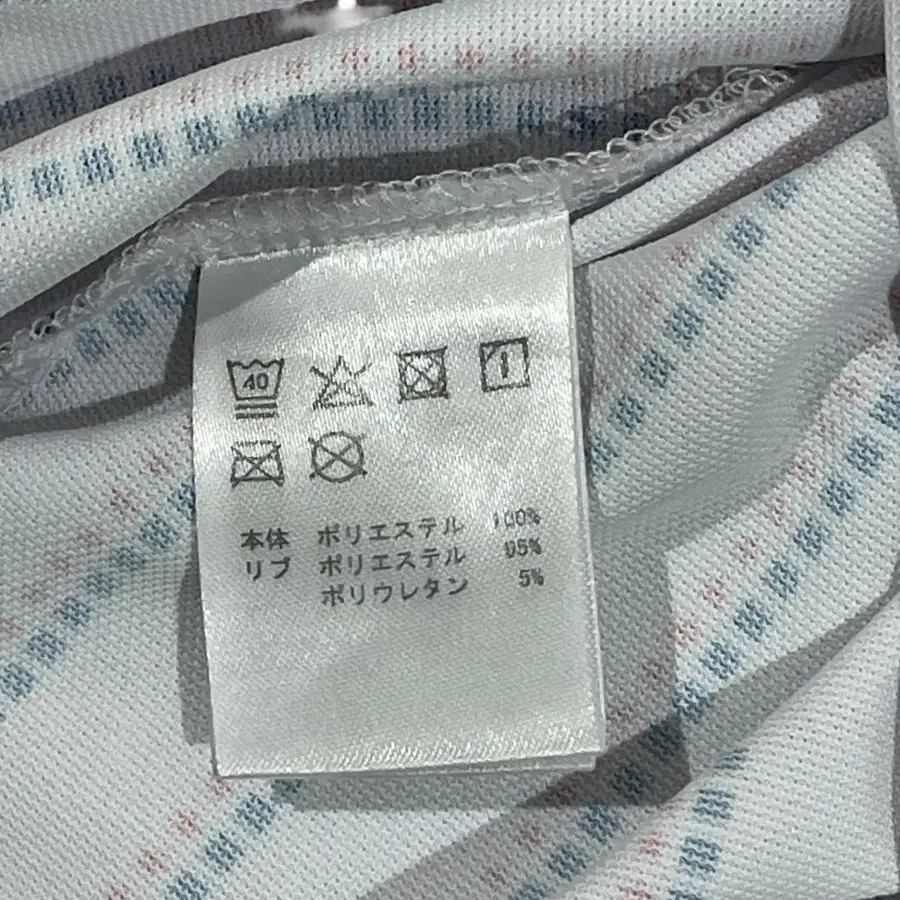 40
本体 ポリエステル 100%
リブ ポリエステル 95%
ポリウレタン 5%